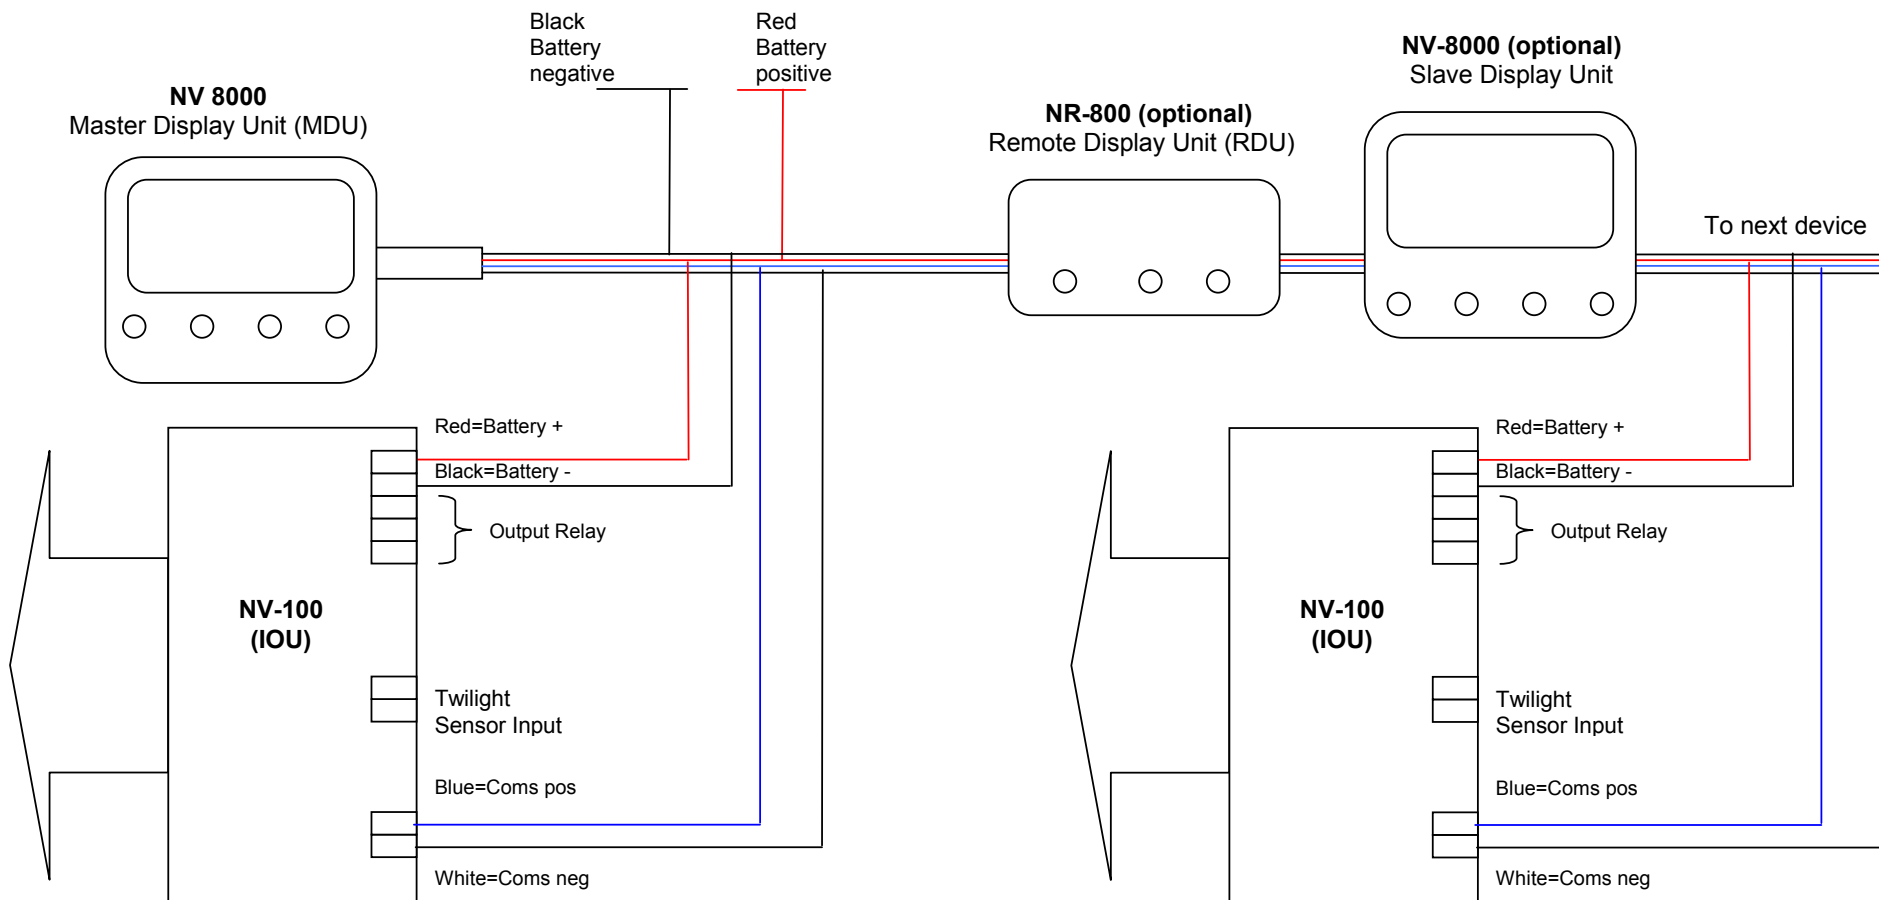 Black
Battery
negative
Red
Battery
positive
NV 8000
Master Display Unit (MDU)
NR-800 (optional)
Remote Display Unit (RDU)
NV-8000 (optional)
Slave Display Unit
To next device
Red=Battery +
Black=Battery -
Output Relay
NV-100
(IOU)
Twilight
Sensor Input
Blue=Coms pos
White=Coms neg
Red=Battery +
Black=Battery -
Output Relay
NV-100
(IOU)
Twilight
Sensor Input
Blue=Coms pos
White=Coms neg